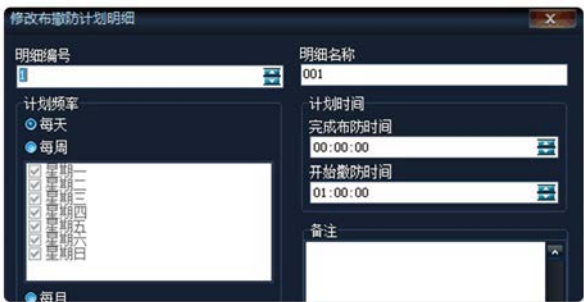 修改布撤防计划明细
明细编号
1
明细名称
001
计划频率
每天
每周
星期一
星期二
星期三
星期四
星期五
星期六
星期日
每月
计划时间
完成布防时间
00:00:00
开始撤防时间
01:00:00
备注